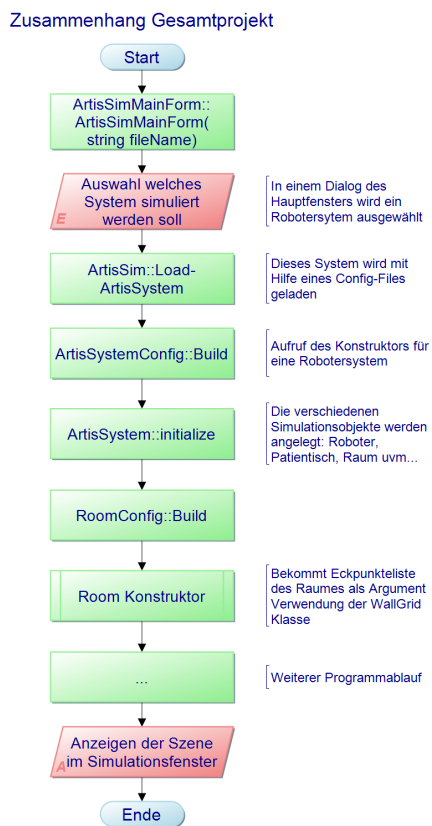 Zusammenhang Gesamtprojekt
Start
ArtisSimMainForm::
ArtisSimMainForm(
string fileName)
Auswahl welches
System simuliert
werden soll
E
In einem Dialog des
Hauptfensters wird ein
Robotersytem ausgewählt
ArtisSim::Load-
ArtisSystem
Dieses System wird mit
Hilfe eines Config-Files
geladen
ArtisSystemConfig::Build
Aufruf des Konstruktors für
eine Robotersystem
ArtisSystem::initialize
Die verschiedenen
Simulationsobjekte werden
angelegt: Roboter,
Patientisch, Raum uvm...
RoomConfig::Build
Room Konstruktor
Bekommt Eckpunkteliste
des Raumes als Argument
Verwendung der WallGrid
Klasse
...
Weiterer Programmablauf
Anzeigen der Szene
im Simulationsfenster
A
Ende